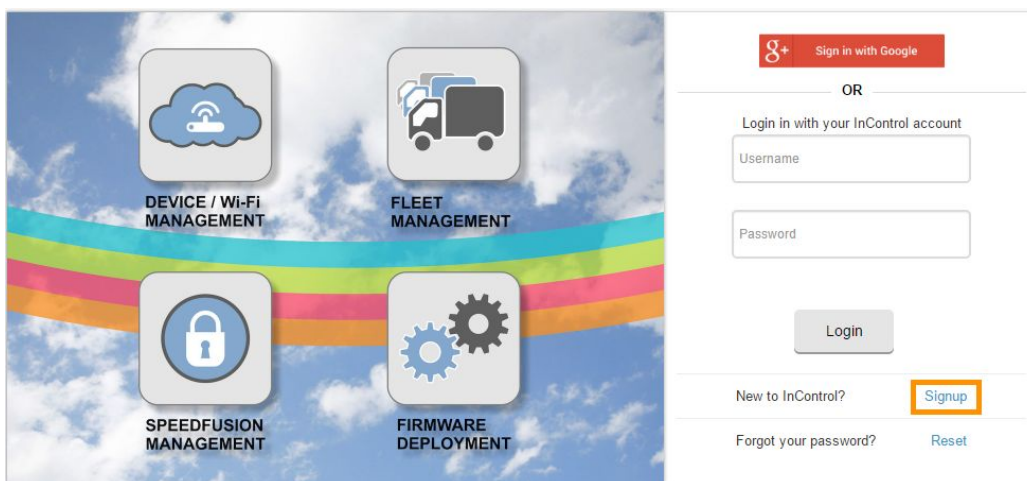 DEVICE / Wi-Fi
MANAGEMENT
FLEET
MANAGEMENT
SPEEDFUSION
MANAGEMENT
FIRMWARE
DEPLOYMENT
g+ Sign in with Google
OR
Login in with your InControl account
Username
Password
Login
New to InControl? Signup
Forgot your password? Reset